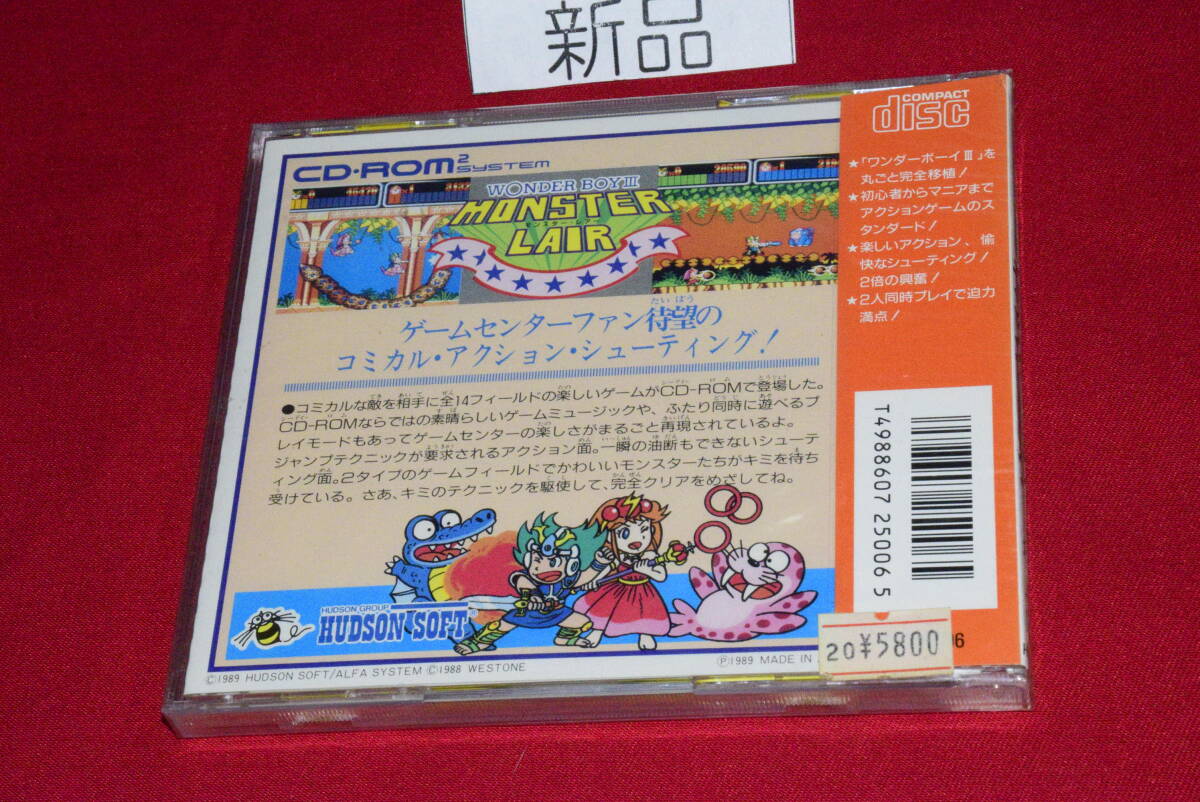 新品
COMPACT
disc
CD-ROM2
SYSTEM
WONDER BOY III
MONSTER
LAIR
ゲームセンターファン待望の
たいぼう
コミカル・アクション・シューティング!
●コミカルな敵を相手に全14フィールドの楽しいゲームがCD-ROMで登場した。
CD-ROMならではの素晴らしいゲームミュージックや、ふたり同時に遊べるプ
レイモードもあってゲームセンターの楽しさがまるごと再現されているよ。
ジャンプテクニックが要求されるアクション面。一瞬の油断もできないシューテ
ィング面。2タイプのゲームフィールドでかわいいモンスターたちがキミを待ち
受けている。さあ、キミのテクニックを駆使して、完全クリアをめざしてね。
HUDSON GROUP
HUDSON SOFT®
©1989 HUDSON SOFT/ALFA SYSTEM ©1988 WESTONE
Ⓟ1989 MADE IN
★「ワンダーボーイⅢ」を
丸ごと完全移植!
★初心者からマニアまで
アクションゲームのス
タンダード!
★楽しいアクション、愉
快なシューティング!
2倍の興奮!
★2人同時プレイで迫力
満点!
T4988607 25006 5
20¥5800
06